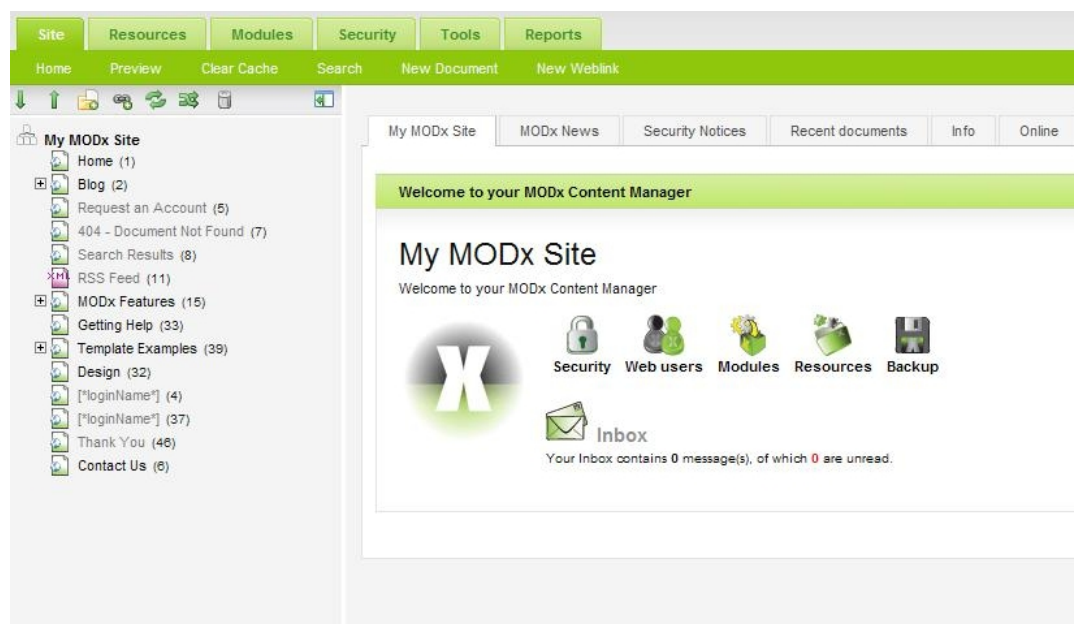 Site Resources Modules Security Tools Reports
Home Preview Clear Cache Search New Document New Weblink
My MODx Site
Home (1)
Blog (2)
Request an Account (5)
404 - Document Not Found (7)
Search Results (8)
XML RSS Feed (11)
MODx Features (15)
Getting Help (33)
Template Examples (39)
Design (32)
[*loginName*] (4)
[*loginName*] (37)
Thank You (46)
Contact Us (6)
My MODx Site MODx News Security Notices Recent documents Info Online
Welcome to your MODx Content Manager
My MODx Site
Welcome to your MODx Content Manager
X
Security Web users Modules Resources Backup
Inbox
Your Inbox contains 0 message(s), of which 0 are unread.